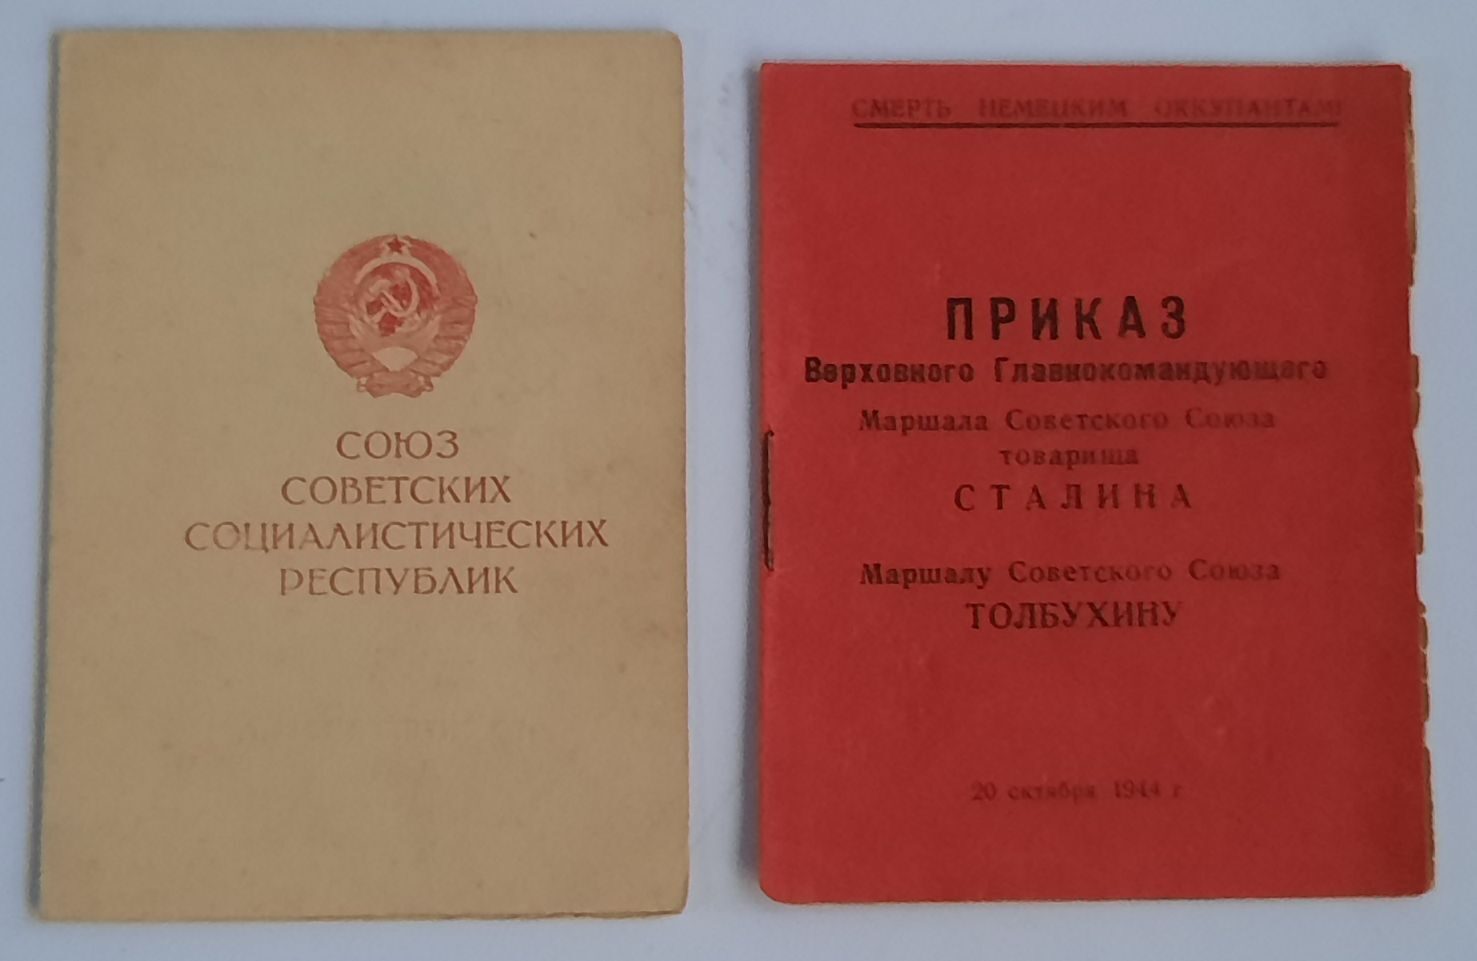 СОЮЗ
СОВЕТСКИХ
СОЦИАЛИСТИЧЕСКИХ
РЕСПУБЛИК
СМЕРТЬ НЕМЕЦКИМ ОККУПАНТАМ!
ПРИКАЗ
Верховного Главнокомандующего
Маршала Советского Союза
товарища
СТАЛИНА
Маршалу Советского Союза
ТОЛБУХИНУ
20 октября 1944 г